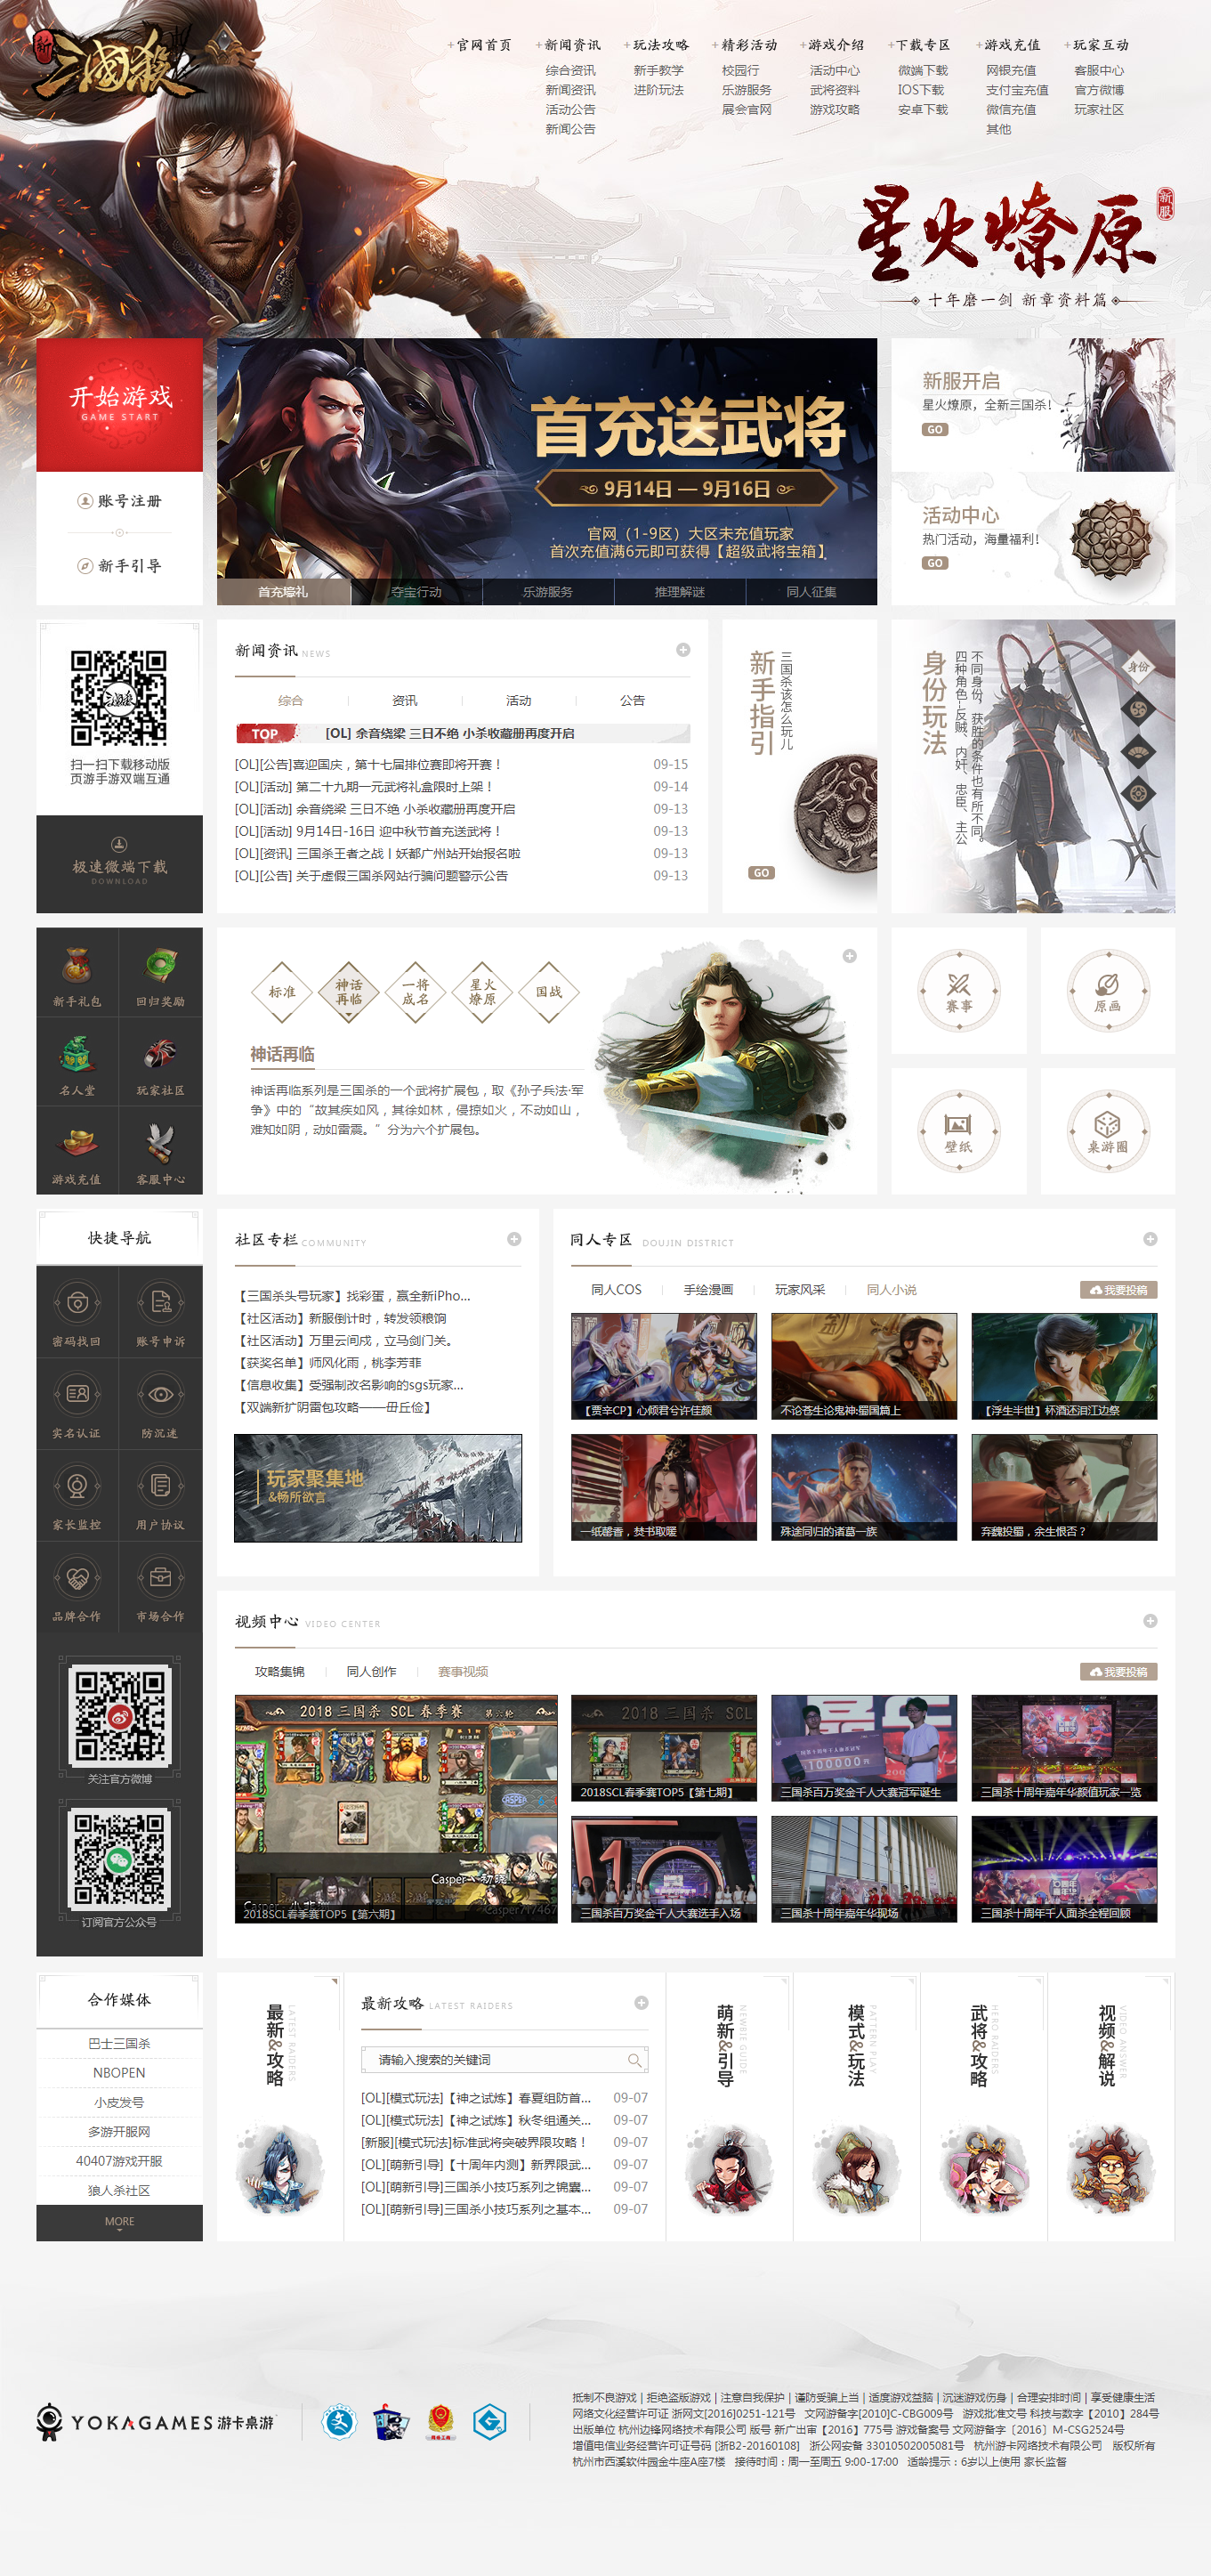 新
三國殺
+官网首页 +新闻资讯 +玩法攻略 +精彩活动 +游戏介绍 +下载专区 +游戏充值 +玩家互动
综合资讯 新手教学 校园行 活动中心 微端下载 网银充值 客服中心
新闻资讯 进阶玩法 乐游服务 武将资料 IOS下载 支付宝充值 官方微博
活动公告 展会官网 游戏攻略 安卓下载 微信充值 玩家社区
新闻公告 其他
星火燎原
新服
十年磨一剑 新章资料篇
开始游戏
GAME START
账号注册
新手引导
首充送武将
9月14日 — 9月16日
官网（1-9区）大区未充值玩家
首次充值满6元即可获得【超级武将宝箱】
首充壕礼 夺宝行动 乐游服务 推理解谜 同人征集
新服开启
星火燎原，全新三国杀！
GO
活动中心
热门活动，海量福利！
GO
三國殺
扫一扫下载移动版
页游手游双端互通
极速微端下载
DOWNLOAD
新闻资讯 NEWS
综合 资讯 活动 公告
TOP [OL] 余音绕梁 三日不绝 小杀收藏册再度开启
[OL][公告]喜迎国庆，第十七届排位赛即将开赛！ 09-15
[OL][活动] 第二十九期一元武将礼盒限时上架！ 09-14
[OL][活动] 余音绕梁 三日不绝 小杀收藏册再度开启 09-13
[OL][活动] 9月14日-16日 迎中秋节首充送武将！ 09-13
[OL][资讯] 三国杀王者之战丨妖都广州站开始报名啦 09-13
[OL][公告] 关于虚假三国杀网站行骗问题警示公告 09-13
新手指引
三国杀该怎么玩儿
GO
身份玩法
不同身份，获胜的条件也有所不同。
四种角色--反贼、内奸、忠臣、主公
身份
新手礼包 回归奖励
名人堂 玩家社区
游戏充值 客服中心
标准 神话再临 一将成名 星火燎原 国战
神话再临
神话再临系列是三国杀的一个武将扩展包，取《孙子兵法·军
争》中的“故其疾如风，其徐如林，侵掠如火，不动如山，
难知如阴，动如雷震。”分为六个扩展包。
赛事 原画
壁纸 桌游圈
快捷导航
密码找回 账号申诉
实名认证 防沉迷
家长监控 用户协议
品牌合作 市场合作
关注官方微博
订阅官方公众号
社区专栏 COMMUNITY
【三国杀头号玩家】找彩蛋，赢全新iPho...
【社区活动】新服倒计时，转发领粮饷
【社区活动】万里云间戍，立马剑门关。
【获奖名单】师风化雨，桃李芳菲
【信息收集】受强制改名影响的sgs玩家...
【双端新扩阴雷包攻略——毌丘俭】
玩家聚集地
&畅所欲言
同人专区 DOUJIN DISTRICT
同人COS 手绘漫画 玩家风采 同人小说 我要投稿
【贾辛CP】心倾君兮许佳颜 不论苍生论鬼神:蜀国篇上 【浮生半世】杯酒还泪江边祭
一纸馨香，焚书取暖 殊途同归的诸葛一族 弃魏投蜀，余生恨否？
视频中心 VIDEO CENTER
攻略集锦 同人创作 赛事视频 我要投稿
2018 三国杀 SCL 春季赛 第六轮
CASPER
Casper
2018SCL春季赛TOP5【第六期】
2018 三国杀 SCL
2018SCL春季赛TOP5【第七期】
100000元
三国杀百万奖金千人大赛冠军诞生
三国杀十周年嘉年华颜值玩家一览
三国杀百万奖金千人大赛选手入场
三国杀十周年嘉年华现场
三国杀十周年千人面杀全程回顾
合作媒体
巴士三国杀
NBOPEN
小皮发号
多游开服网
40407游戏开服
狼人杀社区
MORE
最新&攻略
LATEST RAIDERS
最新攻略 LATEST RAIDERS
请输入搜索的关键词
[OL][模式玩法]【神之试炼】春夏组防首... 09-07
[OL][模式玩法]【神之试炼】秋冬组通关... 09-07
[新服][模式玩法]标准武将突破界限攻略！ 09-07
[OL][萌新引导]【十周年内测】新界限武... 09-07
[OL][萌新引导]三国杀小技巧系列之锦囊... 09-07
[OL][萌新引导]三国杀小技巧系列之基本... 09-07
萌新&引导
NEWBIE GUIDE
模式&玩法
PATTERN PLAY
武将&攻略
HERO RAIDERS
视频&解说
VIDEO ANSWER
YOKAGAMES 游卡桌游
抵制不良游戏 | 拒绝盗版游戏 | 注意自我保护 | 谨防受骗上当 | 适度游戏益脑 | 沉迷游戏伤身 | 合理安排时间 | 享受健康生活
网络文化经营许可证 浙网文[2016]0251-121号 文网游备字[2010]C-CBG009号 游戏批准文号 科技与数字【2010】284号
出版单位 杭州边锋网络技术有限公司 版号 新广出审【2016】775号 游戏备案号 文网游备字〔2016〕M-CSG2524号
增值电信业务经营许可证号码 [浙B2-20160108] 浙公网安备 33010502005081号 杭州游卡网络技术有限公司 版权所有
杭州市西溪软件园金牛座A座7楼 接待时间：周一至周五 9:00-17:00 适龄提示：6岁以上使用 家长监督